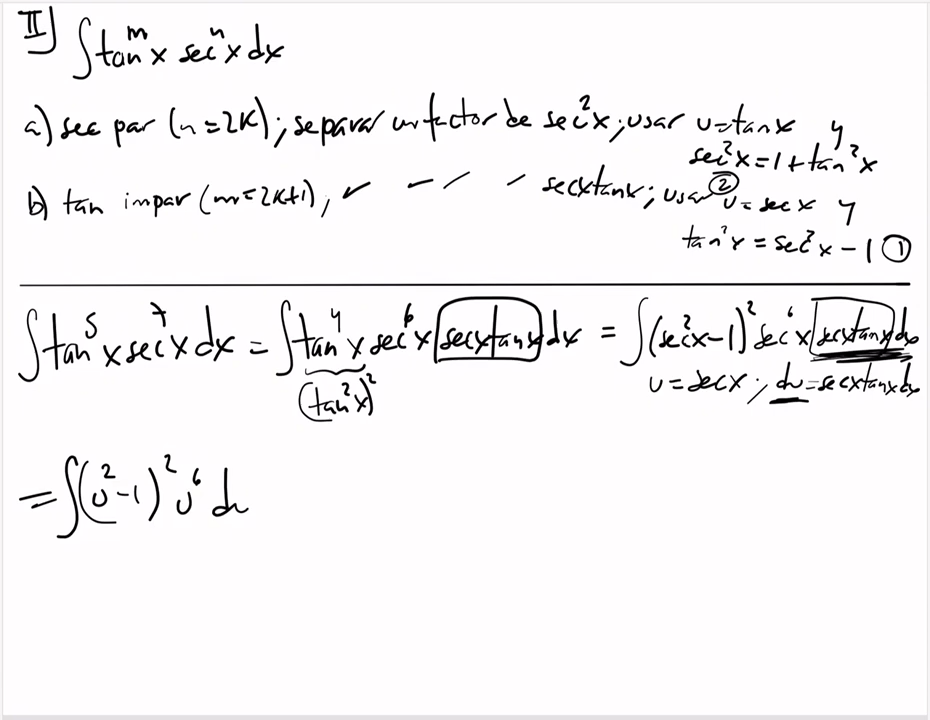 II) ∫tan^m x sec^n x dx
a) sec par (n=2K); separar un factor de sec²x; usar u=tanx y
sec²x=1+tan²x
b) tan impar (m=2K+1), ✓ – ✓ ✓ secxtanx; usar ② u=secx y
tan²x=sec²x−1 ①
∫tan⁵x sec⁷x dx = ∫tan⁴x sec⁶x secxtanx dx = ∫(sec²x−1)² sec⁶x secxtanx dx
(tan²x)² u=secx; du=secxtanxdx
=∫(u²−1)² u⁶ du